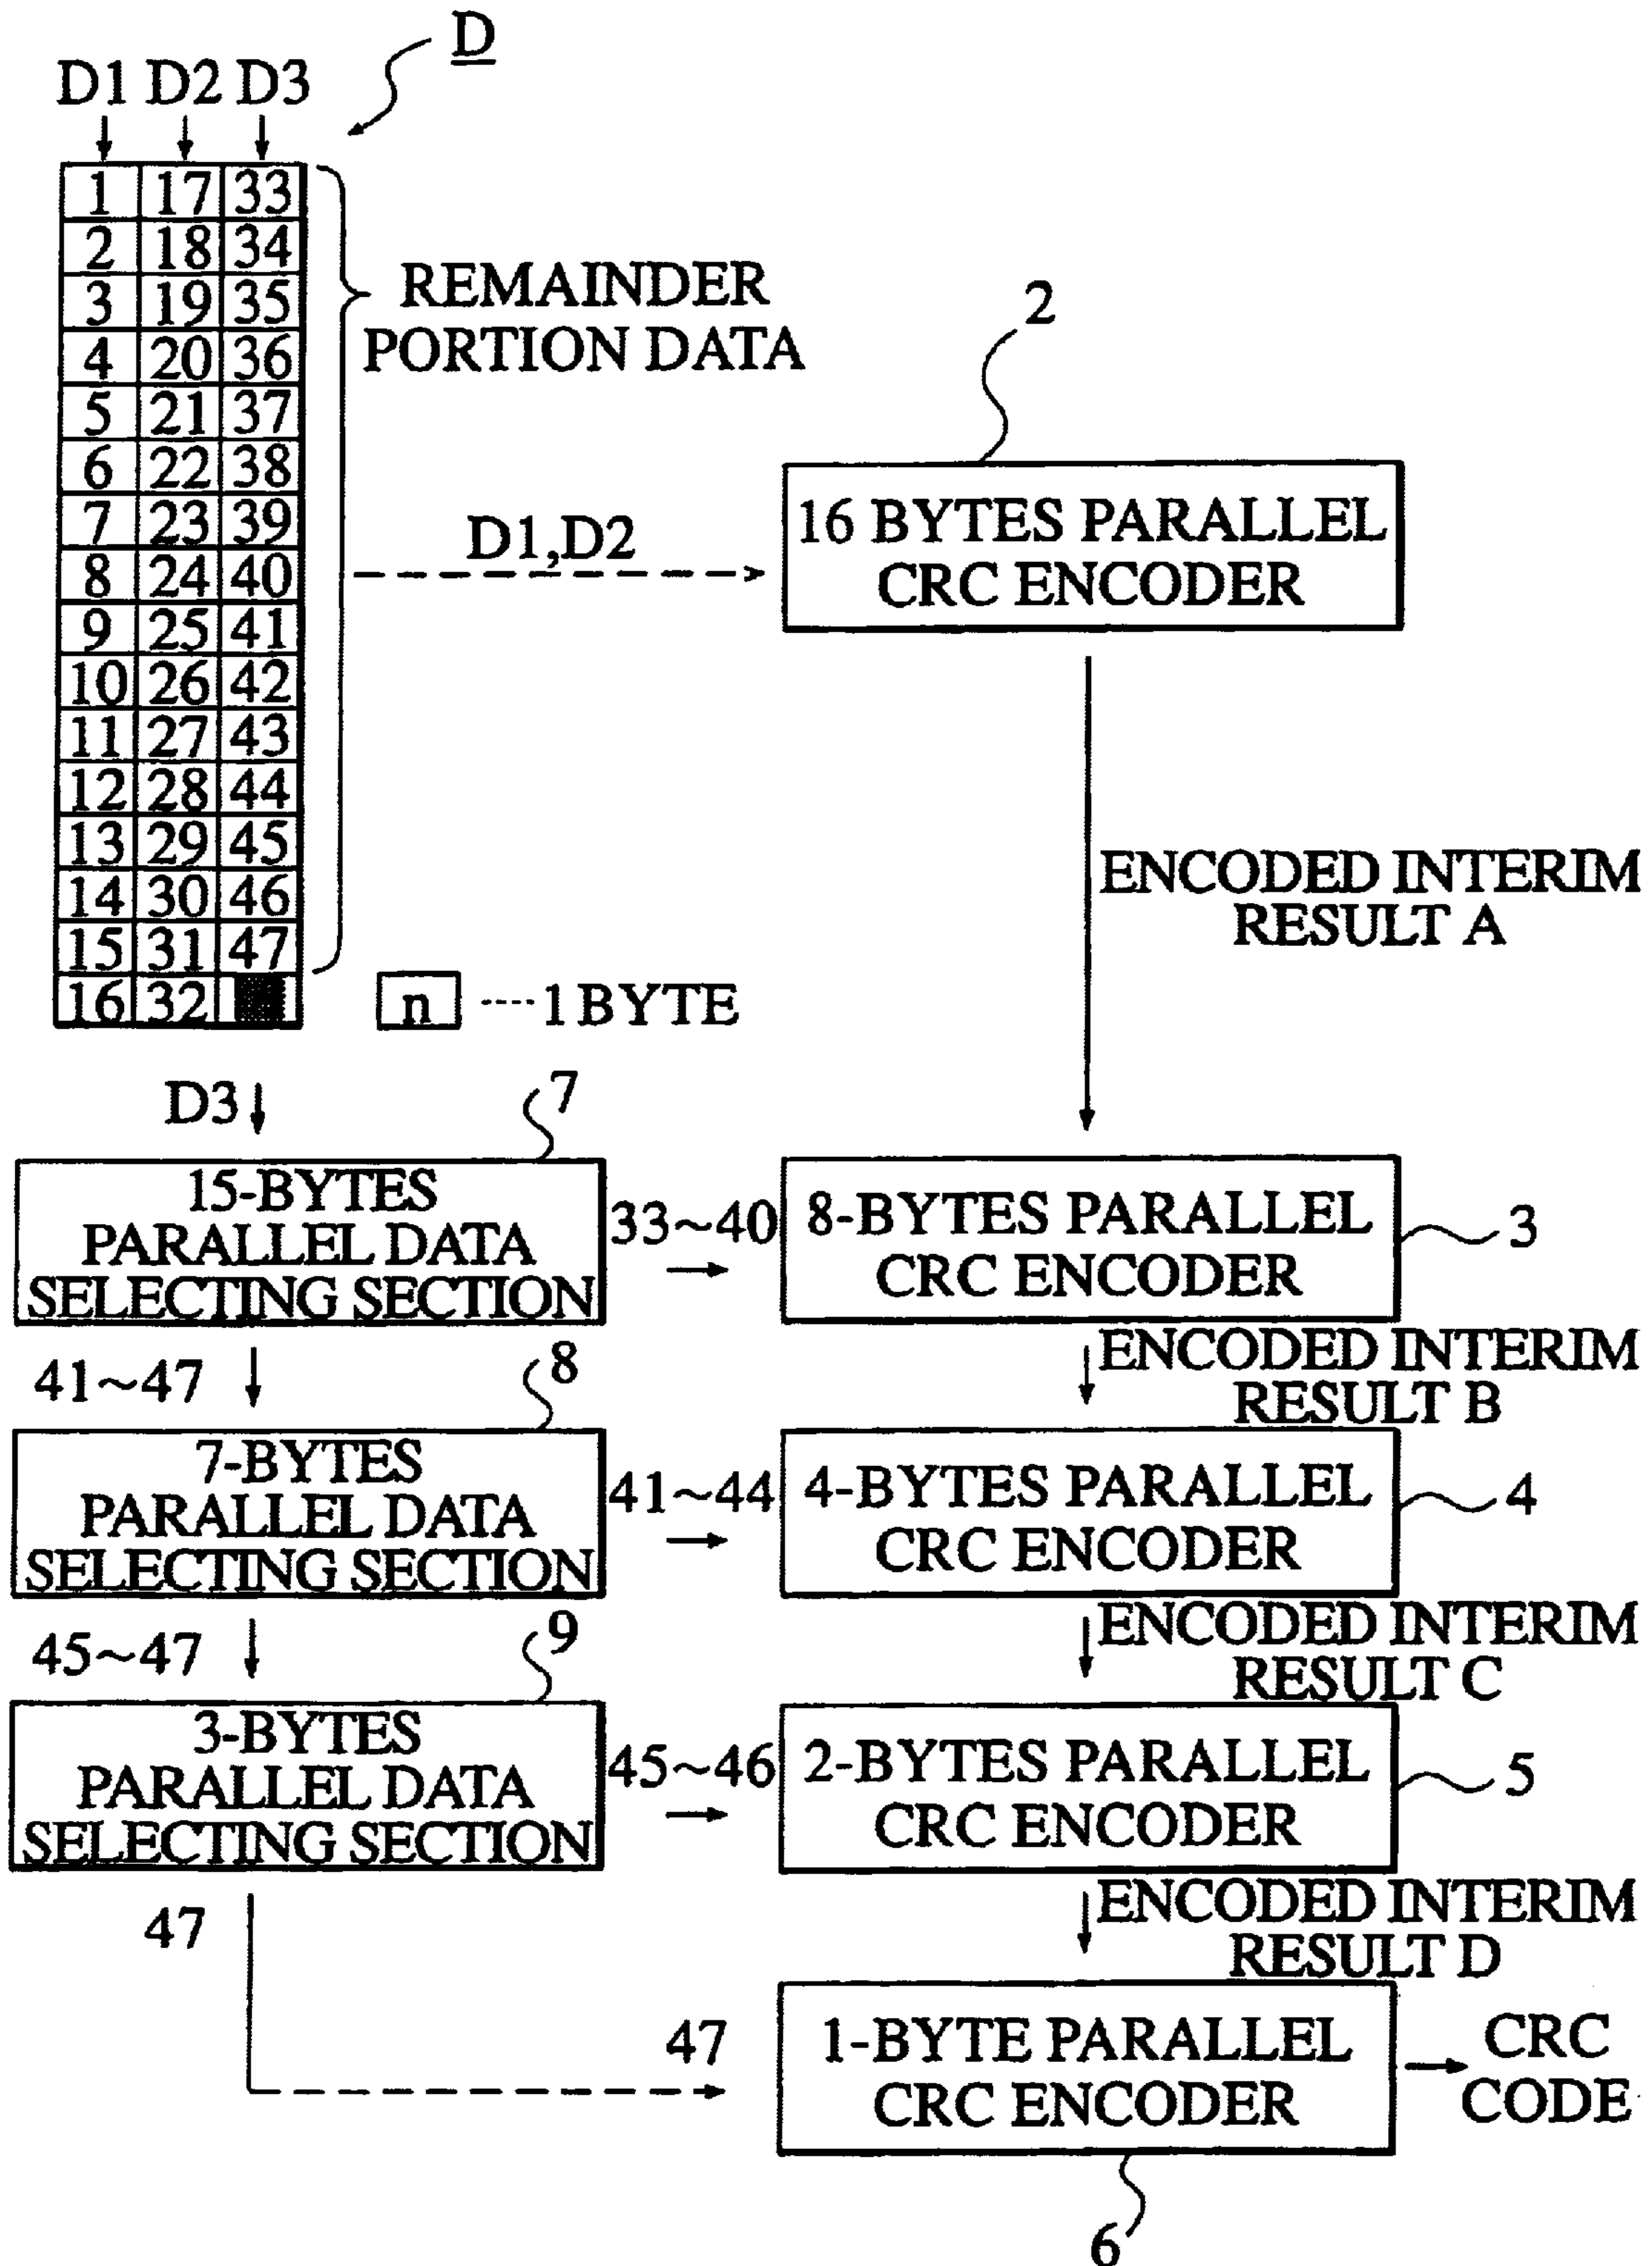 D
D1 D2 D3
1 17 33
2 18 34
3 19 35
4 20 36
5 21 37
6 22 38
7 23 39
8 24 40
9 25 41
10 26 42
11 27 43
12 28 44
13 29 45
14 30 46
15 31 47
16 32
REMAINDER
PORTION DATA
n ----1 BYTE
D1,D2
2
16 BYTES PARALLEL
CRC ENCODER
ENCODED INTERIM
RESULT A
D3
7
15-BYTES
PARALLEL DATA
SELECTING SECTION
33~40
8-BYTES PARALLEL
CRC ENCODER
3
41~47
ENCODED INTERIM
RESULT B
8
7-BYTES
PARALLEL DATA
SELECTING SECTION
41~44
4-BYTES PARALLEL
CRC ENCODER
4
45~47
ENCODED INTERIM
RESULT C
9
3-BYTES
PARALLEL DATA
SELECTING SECTION
45~46
2-BYTES PARALLEL
CRC ENCODER
5
47
ENCODED INTERIM
RESULT D
47
1-BYTE PARALLEL
CRC ENCODER
6
CRC
CODE